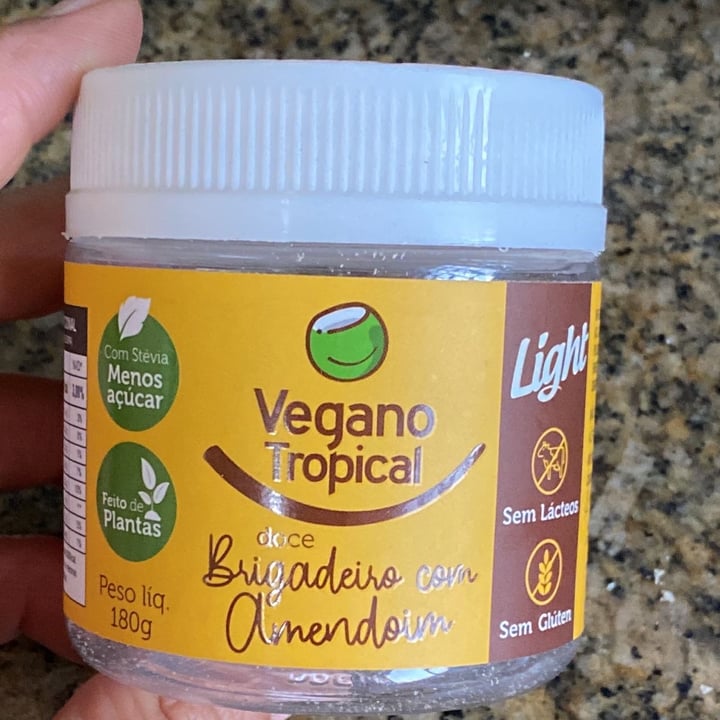 Com Stévia
Menos
açúcar
Feito de
Plantas
Peso líq.
180g
Vegano
Tropical
doce
Brigadeiro com
Amendoim
Light
Sem Lácteos
Sem Glúten